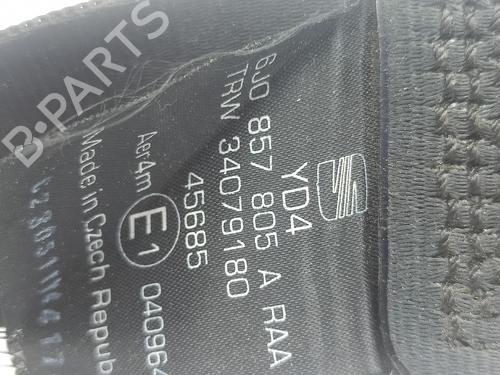 YD4
6J0 857 805 A RAA
TRW 34079180
45685
Aer4m E1 04096
Made in Czech Repub
B-PARTS